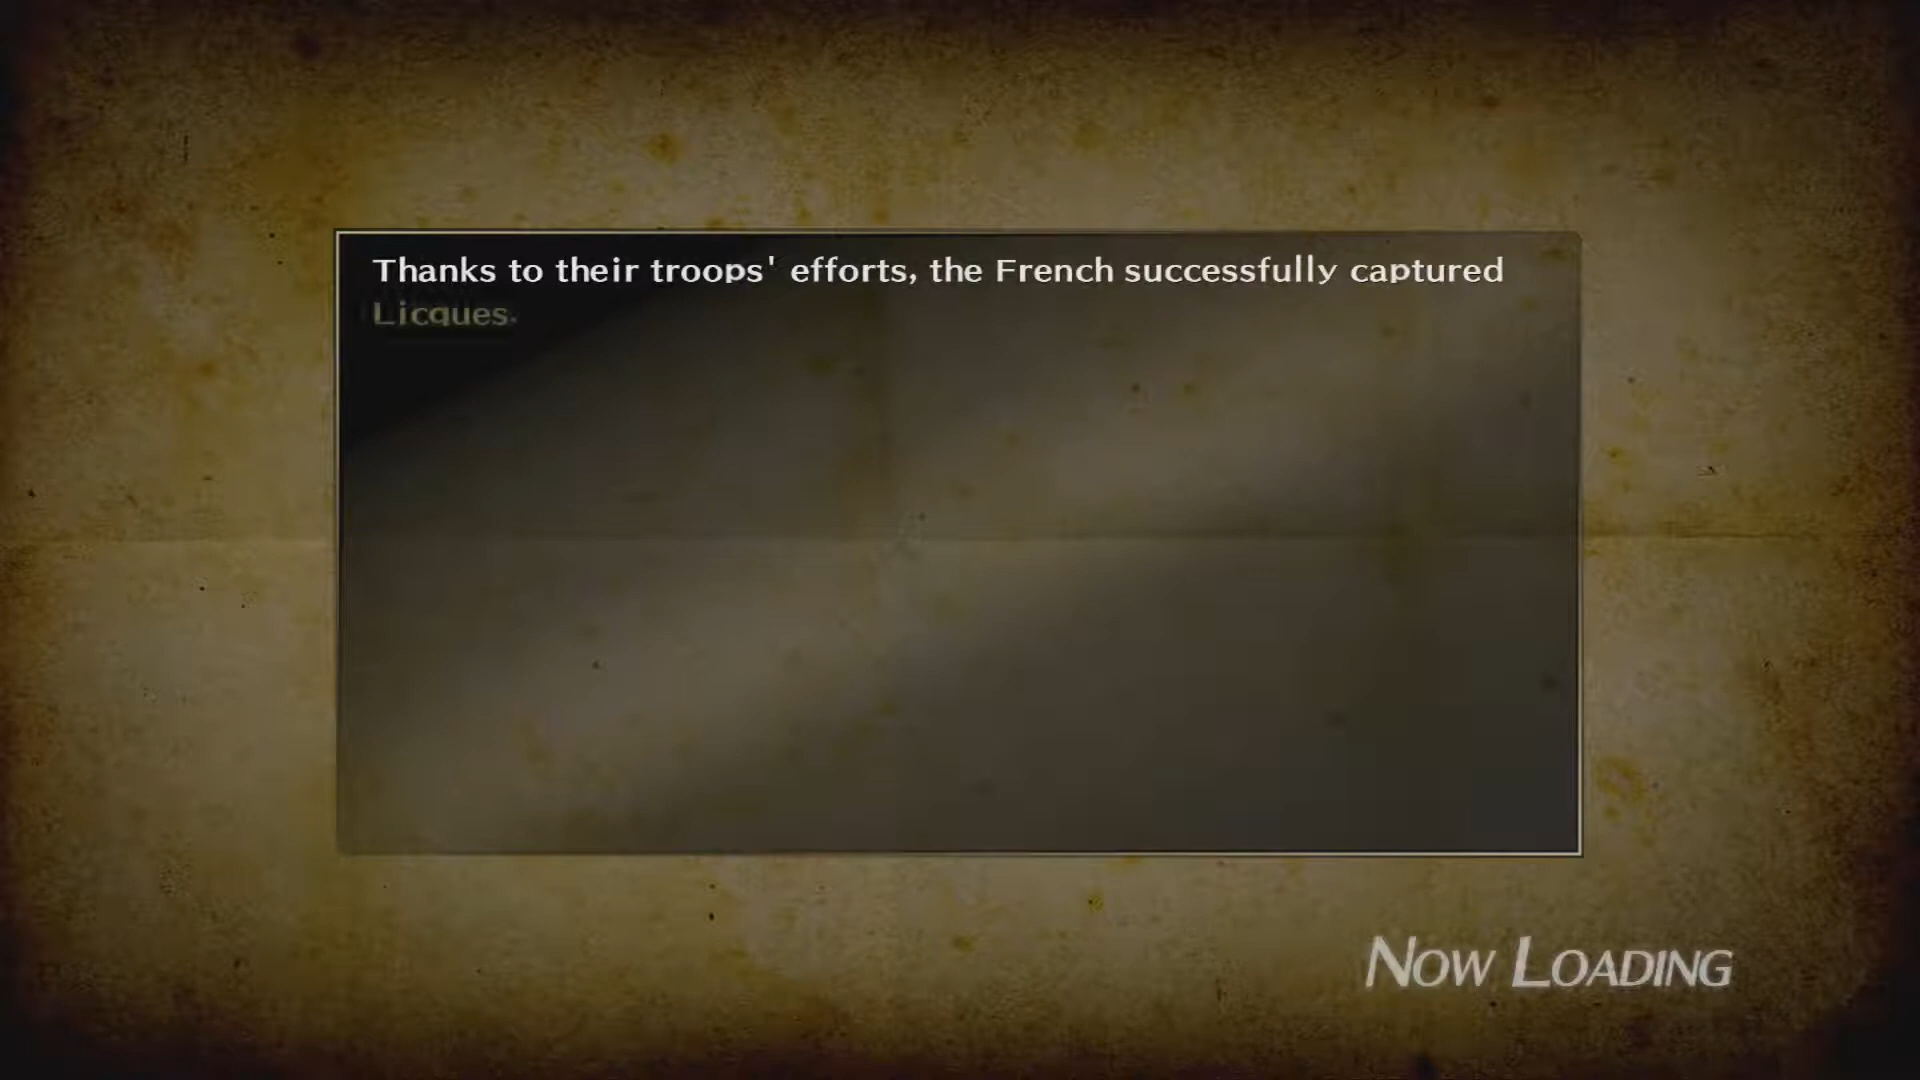 Thanks to their troops' efforts, the French successfully captured
Licques.
NOW LOADING